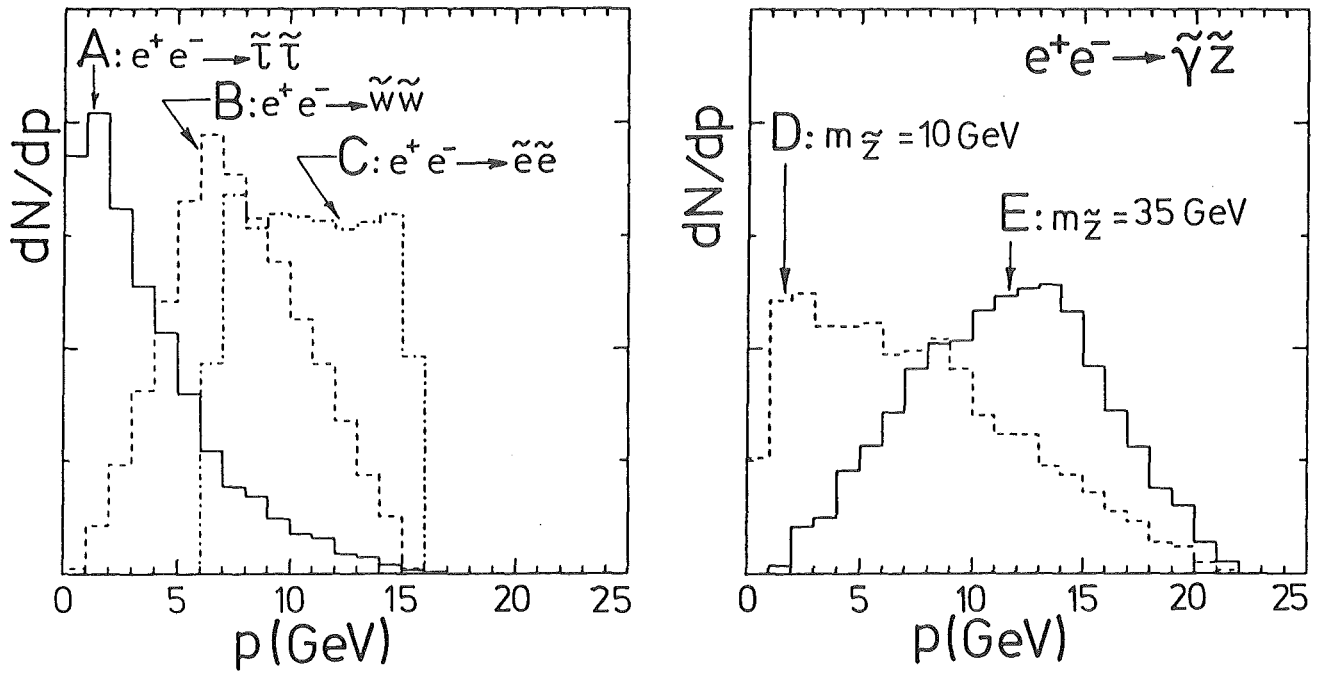 A: e⁺ e⁻ → τ̃ τ̃
B: e⁺ e⁻ → w̃ w̃
C: e⁺ e⁻ → ẽ ẽ
dN/dp
0 5 10 15 20 25
p (GeV)
e⁺e⁻ → γ̃ z̃
D: m z̃ = 10 GeV
E: m z̃ = 35 GeV
dN/dp
0 5 10 15 20 25
p (GeV)